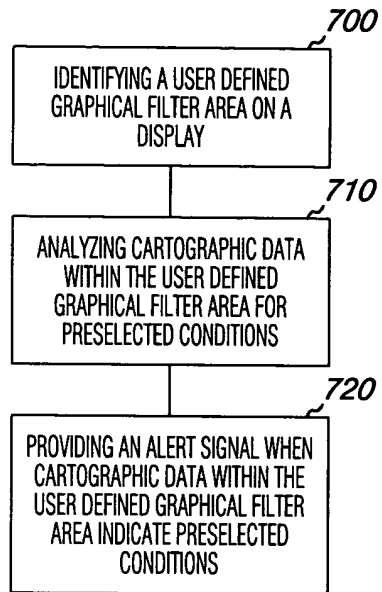 700
IDENTIFYING A USER DEFINED
GRAPHICAL FILTER AREA ON A
DISPLAY
710
ANALYZING CARTOGRAPHIC DATA
WITHIN THE USER DEFINED
GRAPHICAL FILTER AREA FOR
PRESELECTED CONDITIONS
720
PROVIDING AN ALERT SIGNAL WHEN
CARTOGRAPHIC DATA WITHIN THE
USER DEFINED GRAPHICAL FILTER
AREA INDICATE PRESELECTED
CONDITIONS